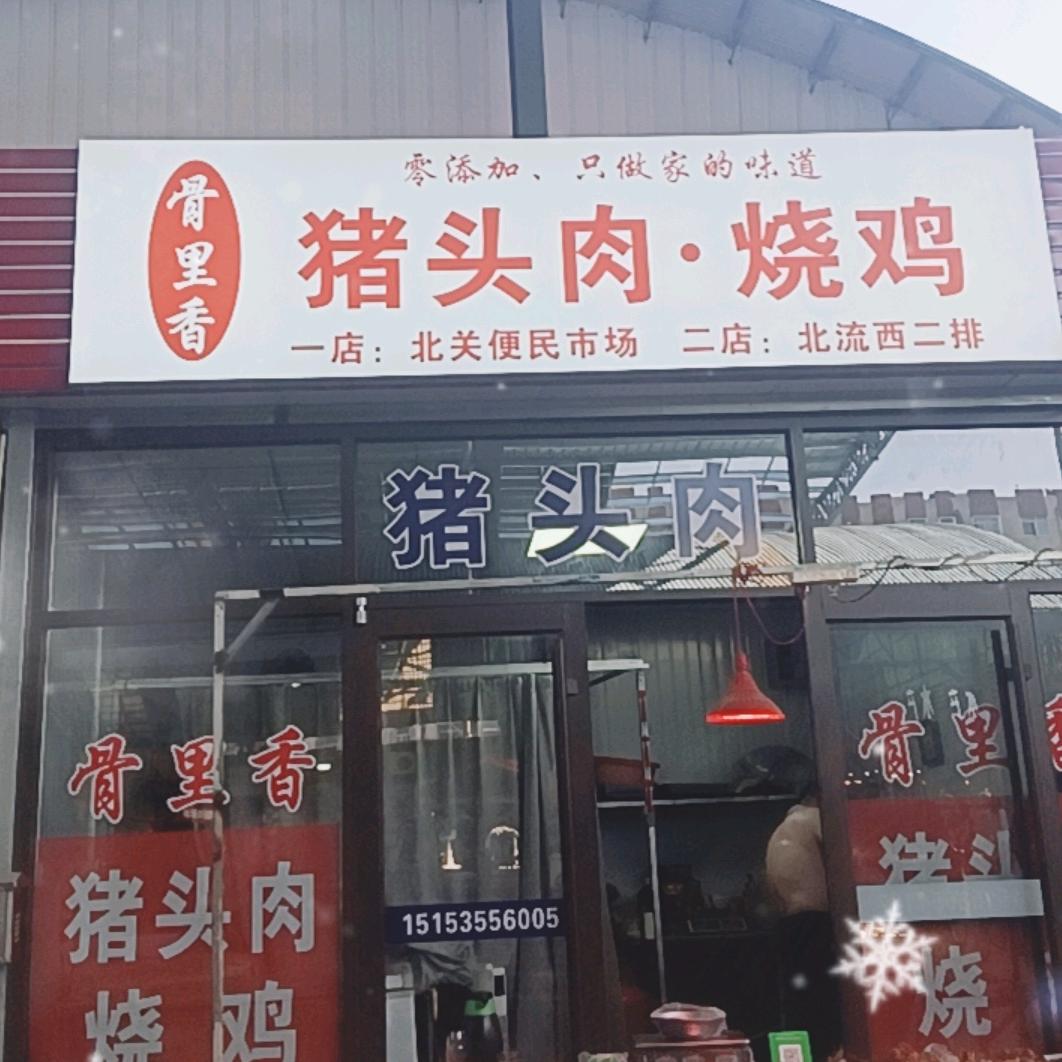 骨里香
零添加、只做家的味道
猪头肉·烧鸡
一店：北关便民市场 二店：北流西二排
猪头肉
骨里香
猪头肉
烧鸡
15153556005
骨里香
猪头
烧